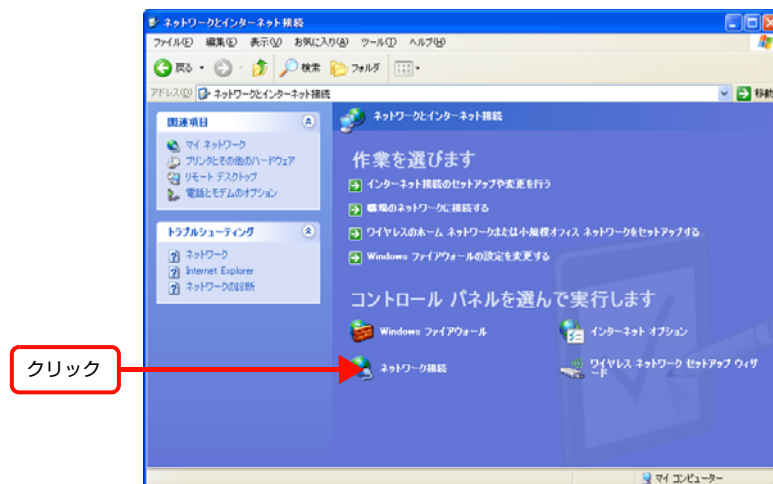 ネットワークとインターネット接続
ファイル(F) 編集(E) 表示(V) お気に入り(A) ツール(T) ヘルプ(H)
戻る 検索 フォルダ
アドレス(D) ネットワークとインターネット接続 移動
関連項目
マイ ネットワーク
プリンタとその他のハードウェア
リモート デスクトップ
電話とモデムのオプション
トラブルシューティング
ネットワーク
Internet Explorer
ネットワークの診断
ネットワークとインターネット接続
作業を選びます
インターネット接続のセットアップや変更を行う
職場のネットワークに接続する
ワイヤレスのホーム ネットワークまたは小規模オフィス ネットワークをセットアップする
Windows ファイアウォールの設定を変更する
コントロール パネルを選んで実行します
Windows ファイアウォール
インターネット オプション
ネットワーク接続
ワイヤレス ネットワーク セットアップ ウィザ
ード
クリック
マイ コンピューター